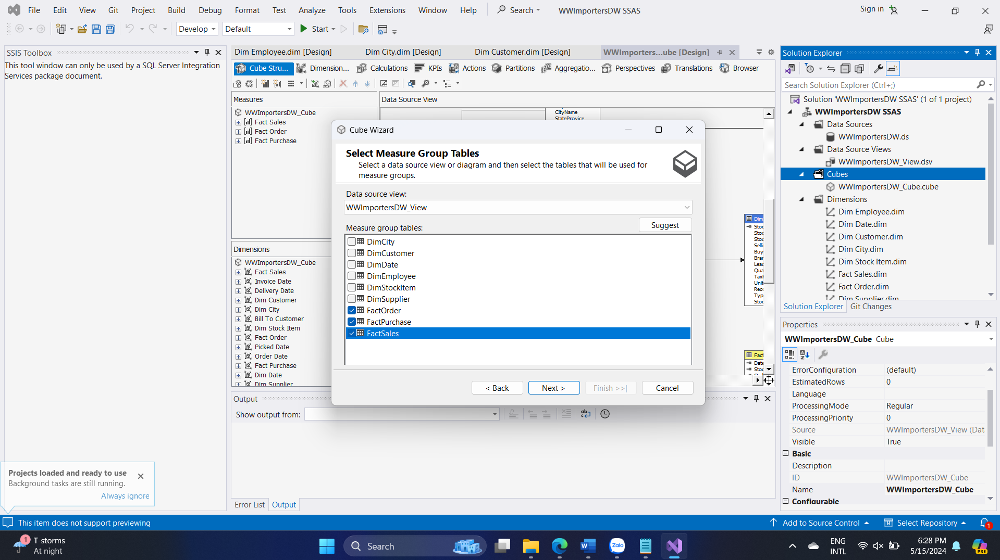 File Edit View Git Project Build Debug Format Test Analyze Tools Extensions Window Help Search WWImportersDW SSAS Sign in
Develop Default Start
SSIS Toolbox
This tool window can only be used by a SQL Server Integration
Services package document.
Dim Employee.dim [Design] Dim City.dim [Design] Dim Customer.dim [Design] WWImporters...ube [Design]
Cube Stru... Dimension... Calculations KPIs Actions Partitions Aggregatio... Perspectives Translations Browser
Measures
WWImportersDW_Cube
Fact Sales
Fact Order
Fact Purchase
Dimensions
WWImportersDW_Cube
Fact Sales
Invoice Date
Delivery Date
Dim Customer
Dim City
Bill To Customer
Dim Stock Item
Fact Order
Picked Date
Order Date
Fact Purchase
Dim Date
Dim Supplier
Data Source View
CityName
StateProvice
Cube Wizard
Select Measure Group Tables
Select a data source view or diagram and then select the tables that will be used for
measure groups.
Data source view:
WWImportersDW_View
Measure group tables:
Suggest
DimCity
DimCustomer
DimDate
DimEmployee
DimStockItem
DimSupplier
FactOrder
FactPurchase
FactSales
< Back Next > Finish >>| Cancel
Dim
Stoc
Stoc
Stoc
Selli
Buy
Bran
Lead
Qua
Taxl
Unit
Reco
Typ
Stoc
Fact
Date
Stoc
Output
Show output from:
Error List Output
Solution Explorer
Search Solution Explorer (Ctrl+;)
Solution 'WWImportersDW SSAS' (1 of 1 project)
WWImportersDW SSAS
Data Sources
WWImportersDW.ds
Data Source Views
WWImportersDW_View.dsv
Cubes
WWImportersDW_Cube.cube
Dimensions
Dim Employee.dim
Dim Date.dim
Dim Customer.dim
Dim City.dim
Dim Stock Item.dim
Fact Sales.dim
Fact Order.dim
Dim Supplier.dim
Solution Explorer Git Changes
Properties
WWImportersDW_Cube Cube
ErrorConfiguration (default)
EstimatedRows 0
Language
ProcessingMode Regular
ProcessingPriority 0
Source WWImportersDW_View (Dat
Visible True
Basic
Description
ID WWImportersDW_Cube
Name WWImportersDW_Cube
Configurable
Projects loaded and ready to use
Background tasks are still running.
Always ignore
This item does not support previewing
Add to Source Control Select Repository 1
1 T-storms
At night
Search
Zalo
ENG
INTL
6:28 PM
5/15/2024
PRE